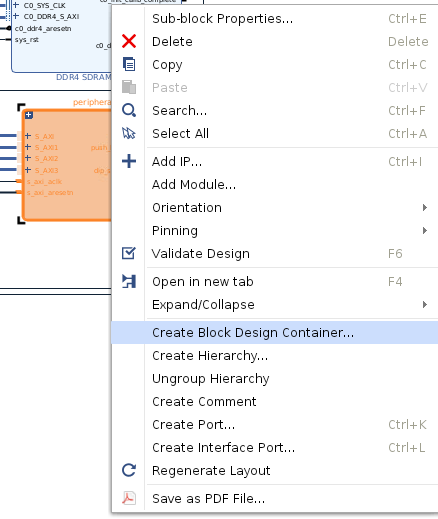 C0_SYS_CLK
C0_DDR4_S_AXI
c0_ddr4_aresetn
sys_rst
c0_d
DDR4 SDRAM
periphera
S_AXI
S_AXI1
push_
S_AXI2
S_AXI3
dip_s
s_axi_aclk
s_axi_aresetn
Sub-block Properties... Ctrl+E
Delete Delete
Copy Ctrl+C
Paste Ctrl+V
Search... Ctrl+F
Select All Ctrl+A
Add IP... Ctrl+I
Add Module...
Orientation
Pinning
Validate Design F6
Open in new tab F4
Expand/Collapse
Create Block Design Container...
Create Hierarchy...
Ungroup Hierarchy
Create Comment
Create Port... Ctrl+K
Create Interface Port... Ctrl+L
Regenerate Layout
Save as PDF File...